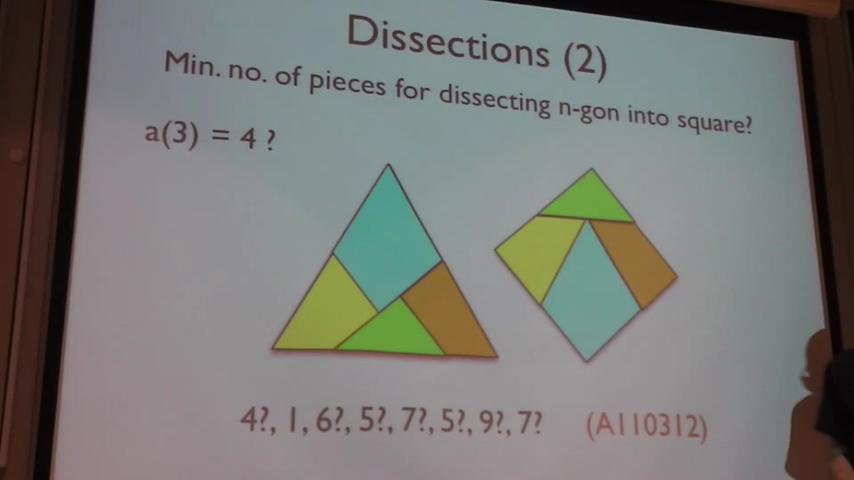 Dissections (2)
Min. no. of pieces for dissecting n-gon into square?
a(3) = 4 ?
4?, 1, 6?, 5?, 7?, 5?, 9?, 7? (A110312)